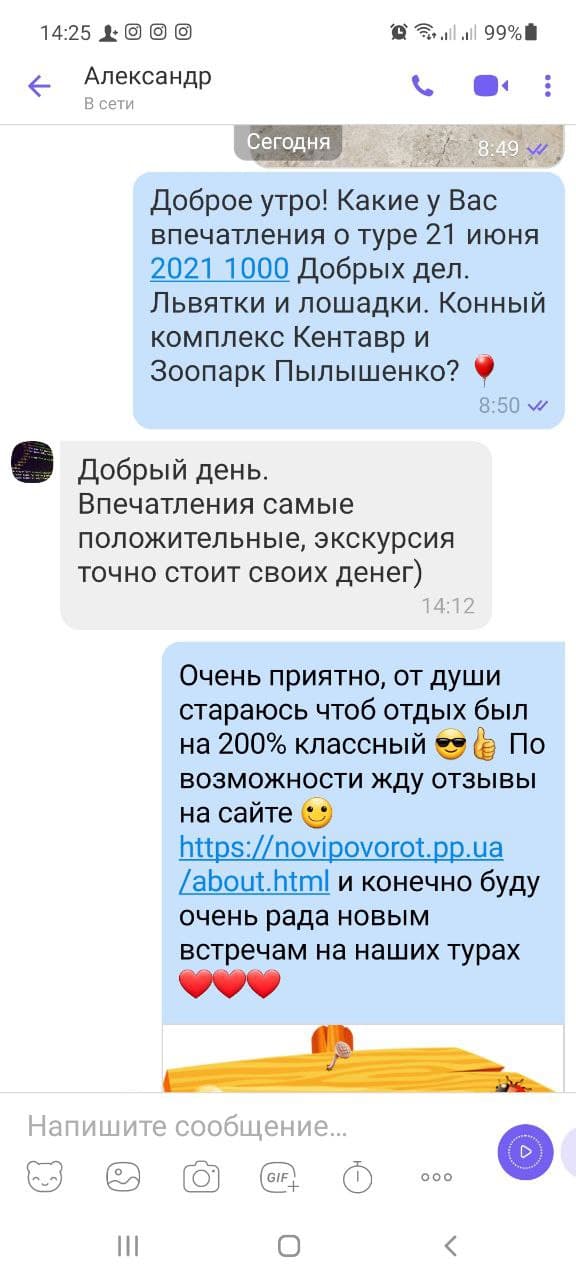 14:25 99%
Александр
В сети
Сегодня
8:49
Доброе утро! Какие у Вас
впечатления о туре 21 июня
2021 1000 Добрых дел.
Львятки и лошадки. Конный
комплекс Кентавр и
Зоопарк Пылышенко?
8:50
Добрый день.
Впечатления самые
положительные, экскурсия
точно стоит своих денег)
14:12
Очень приятно, от души
стараюсь чтоб отдых был
на 200% классный По
возможности жду отзывы
на сайте
https://novipovorot.pp.ua
/about.html и конечно буду
очень рада новым
встречам на наших турах
Напишите сообщение...
GIF